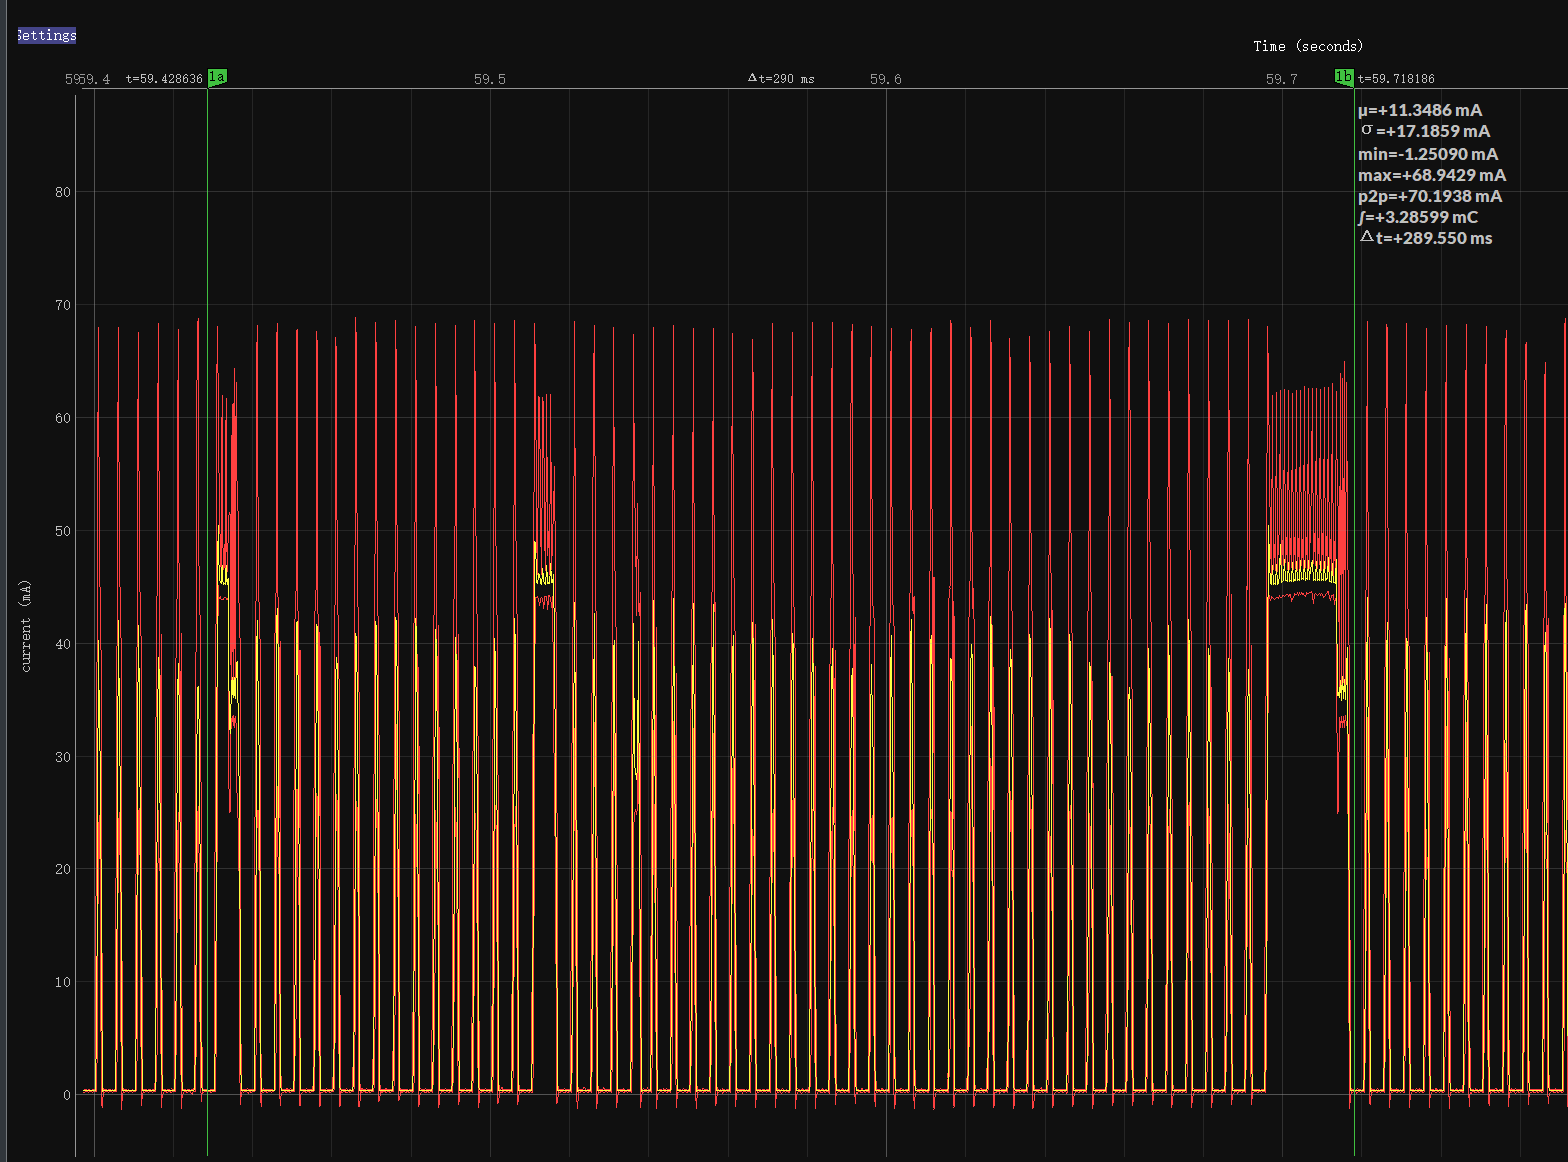 Settings
Time (seconds)
5959.4 t=59.428636 1a 59.5 Δt=290 ms 59.6 59.7 1b t=59.718186
μ=+11.3486 mA
σ=+17.1859 mA
min=-1.25090 mA
max=+68.9429 mA
p2p=+70.1938 mA
∫=+3.28599 mC
Δt=+289.550 ms
80
70
60
50
current (mA)
40
30
20
10
0